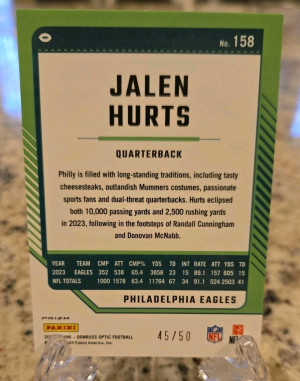 No. 158
JALEN
HURTS
QUARTERBACK
Philly is filled with long-standing traditions, including tasty
cheesesteaks, outlandish Mummers costumes, passionate
sports fans and dual-threat quarterbacks. Hurts eclipsed
both 10,000 passing yards and 2,500 rushing yards
in 2023, following in the footsteps of Randall Cunningham
and Donovan McNabb.
YEAR TEAM CMP ATT CMP% YDS TD INT RATE ATT YDS TD
2023 EAGLES 352 538 65.4 3858 23 15 89.1 157 605 15
NFL TOTALS 1000 1578 63.4 11764 67 34 91.1 524 2503 41
PHILADELPHIA EAGLES
PRIZM
PANINI
45/50
NFL
DONRUSS OPTIC FOOTBALL
Panini America, Inc.